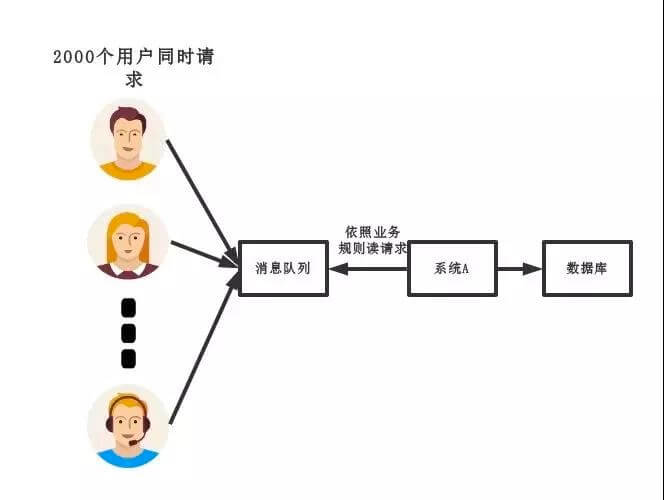 2000个用户同时请
求
依照业务
规则读请求
消息队列
系统A
数据库